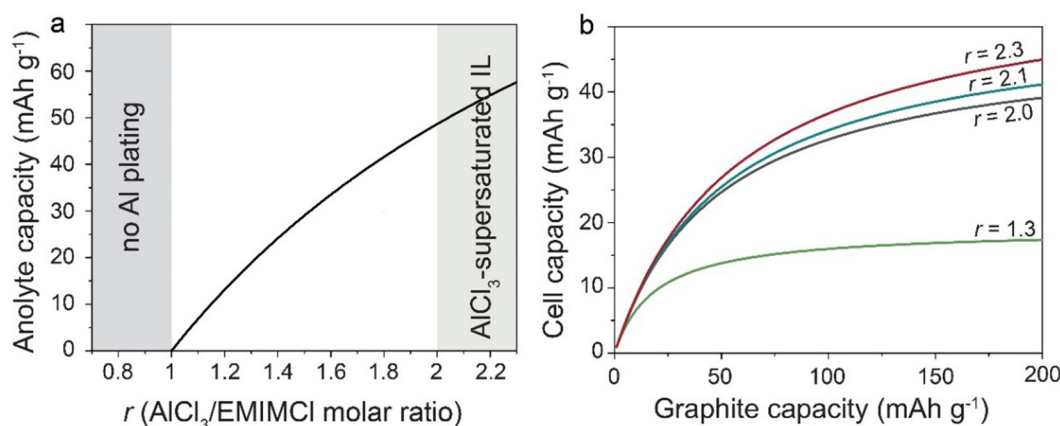 a
Anolyte capacity (mAh g⁻¹)
60
50
40
30
20
10
0
no Al plating
AlCl₃-supersaturated IL
0.8
1
1.2
1.4
1.6
1.8
2
2.2
r (AlCl₃/EMIMCl molar ratio)
b
Cell capacity (mAh g⁻¹)
40
30
20
10
0
r = 2.3
r = 2.1
r = 2.0
r = 1.3
0
50
100
150
200
Graphite capacity (mAh g⁻¹)